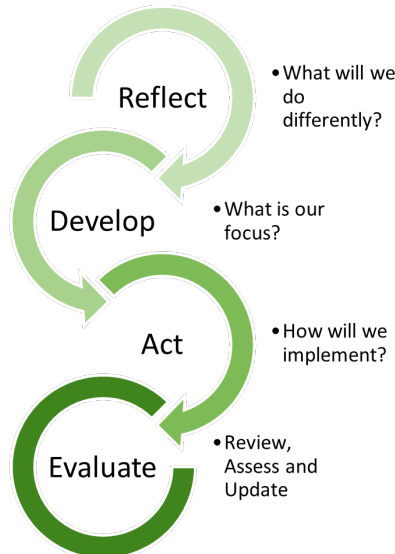 Reflect
•What will we
do
differently?
Develop
•What is our
focus?
Act
•How will we
implement?
Evaluate
•Review,
Assess and
Update